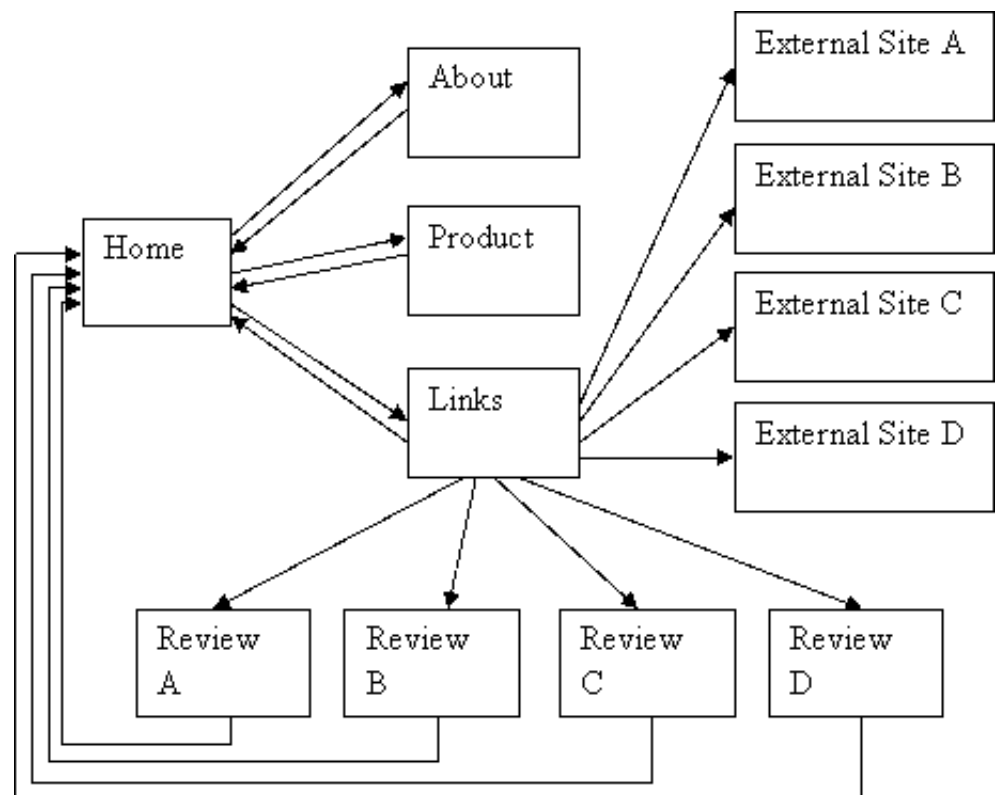 External Site A
About
External Site B
Home
Product
External Site C
Links
External Site D
Review
A
Review
B
Review
C
Review
D